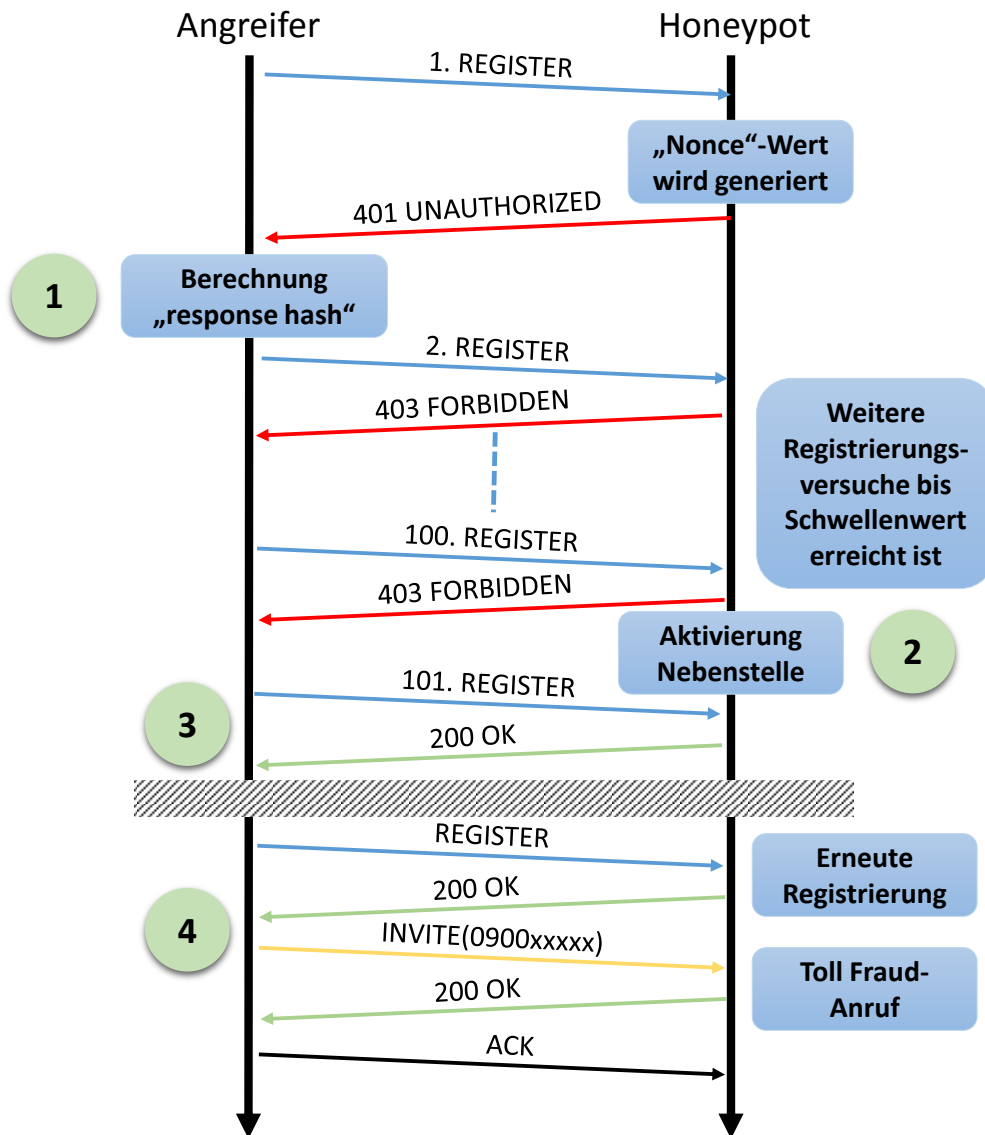 Angreifer
Honeypot
1. REGISTER
„Nonce“-Wert
wird generiert
401 UNAUTHORIZED
1
Berechnung
„response hash“
2. REGISTER
403 FORBIDDEN
Weitere
Registrierungs-
versuche bis
Schwellenwert
erreicht ist
100. REGISTER
403 FORBIDDEN
Aktivierung
Nebenstelle
2
101. REGISTER
3
200 OK
REGISTER
Erneute
Registrierung
200 OK
4
INVITE(0900xxxxx)
Toll Fraud-
Anruf
200 OK
ACK